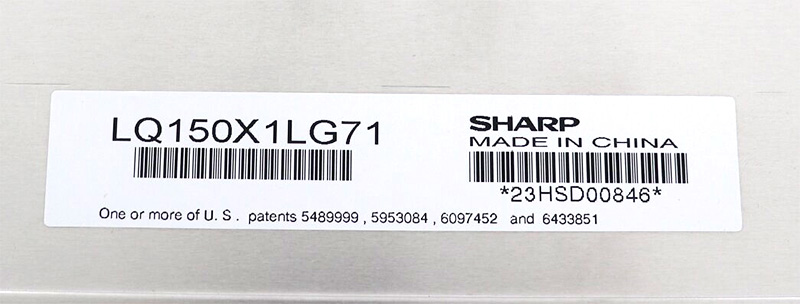 LQ150X1LG71
SHARP
MADE IN CHINA
*23HSD00846*
One or more of U. S. patents 5489999 , 5953084 , 6097452 and 6433851